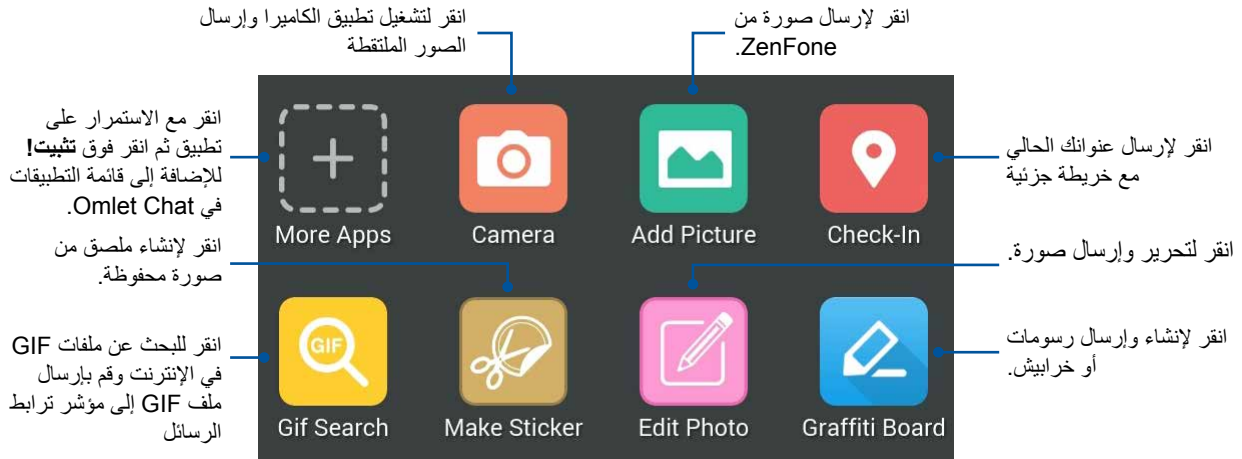 انقر لإرسال صورة من
ZenFone.
انقر لتشغيل تطبيق الكاميرا وإرسال
الصور الملتقطة
انقر مع الاستمرار على
تطبيق ثم انقر فوق تثبيت!
للإضافة إلى قائمة التطبيقات
في Omlet Chat.
انقر لإرسال عنوانك الحالي
مع خريطة جزئية
More Apps
Camera
Add Picture
Check-In
انقر لإنشاء ملصق من
صورة محفوظة.
انقر لتحرير وإرسال صورة.
انقر للبحث عن ملفات GIF
في الإنترنت وقم بإرسال
ملف GIF إلى مؤشر ترابط
الرسائل
انقر لإنشاء وإرسال رسومات
أو خرابيش.
GIF
Gif Search
Make Sticker
Edit Photo
Graffiti Board